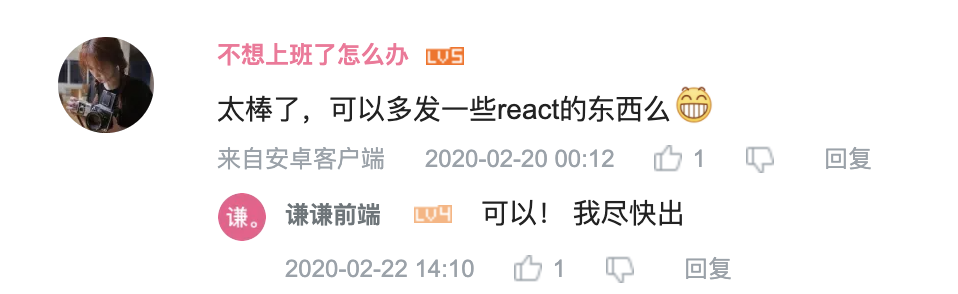 不想上班了怎么办 LV5
太棒了，可以多发一些react的东西么
来自安卓客户端 2020-02-20 00:12 1 回复
谦。 谦谦前端 LV4 可以！ 我尽快出
2020-02-22 14:10 1 回复